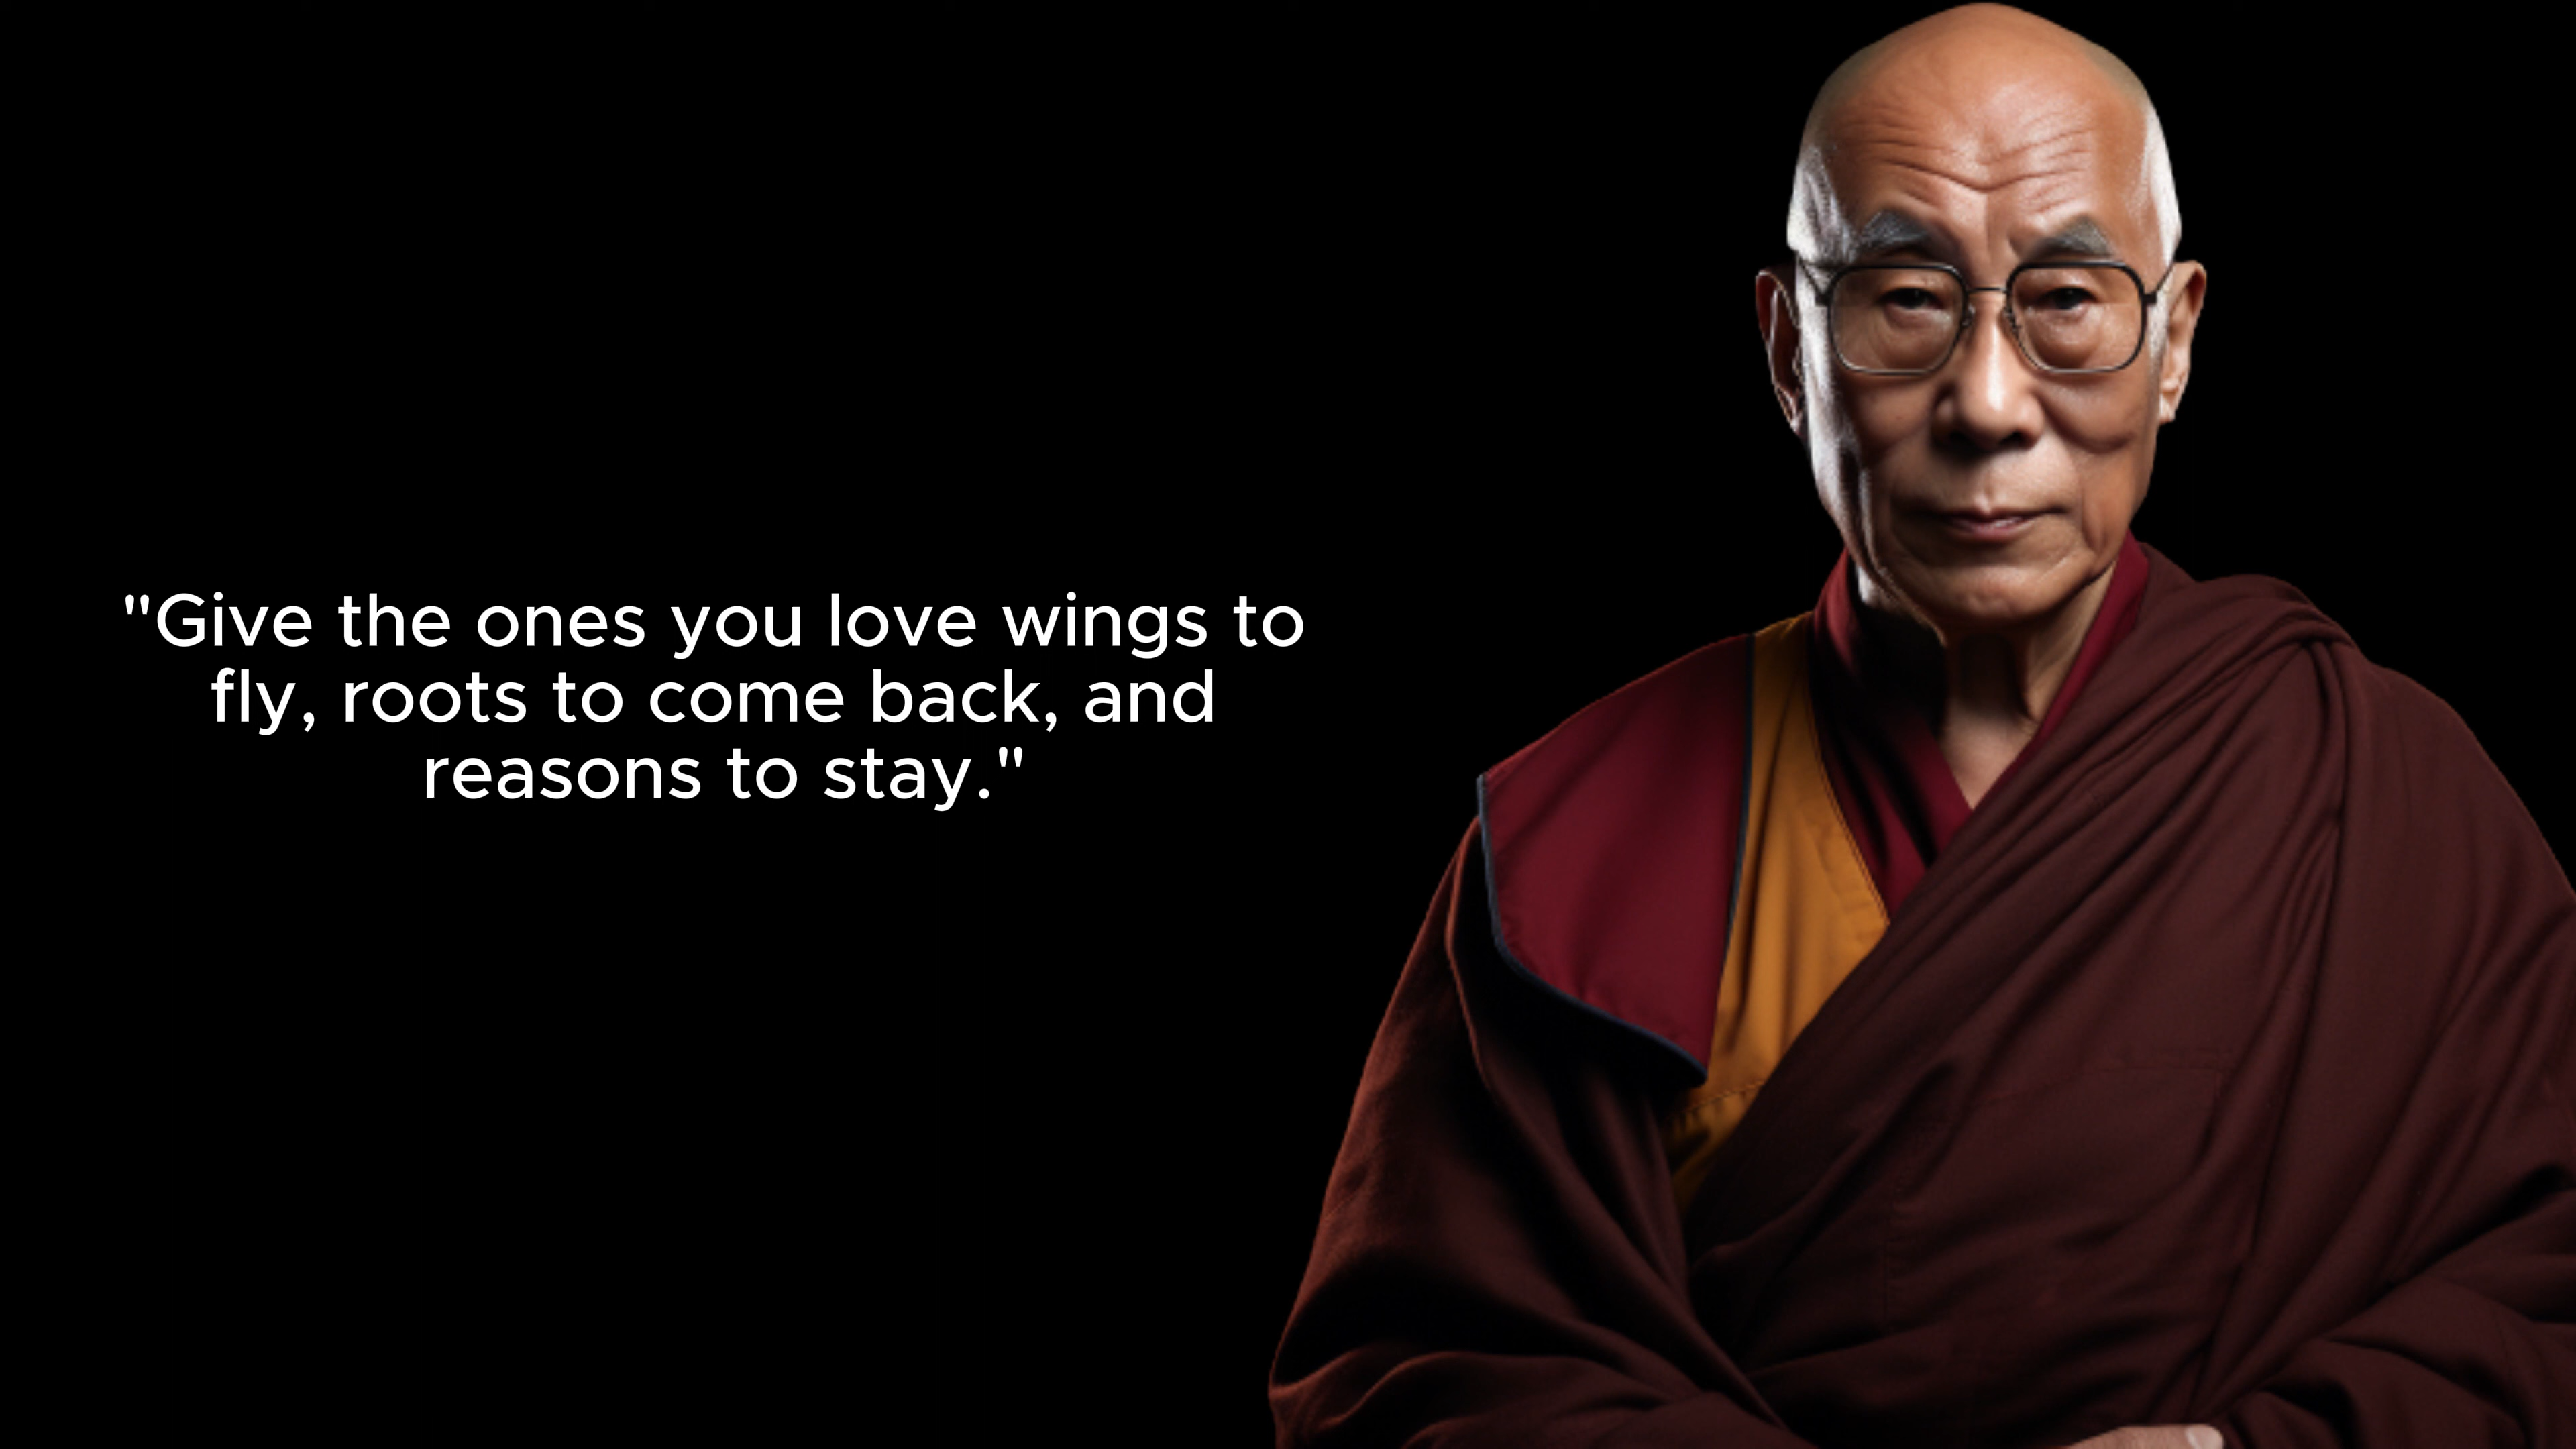 "Give the ones you love wings to
fly, roots to come back, and
reasons to stay."